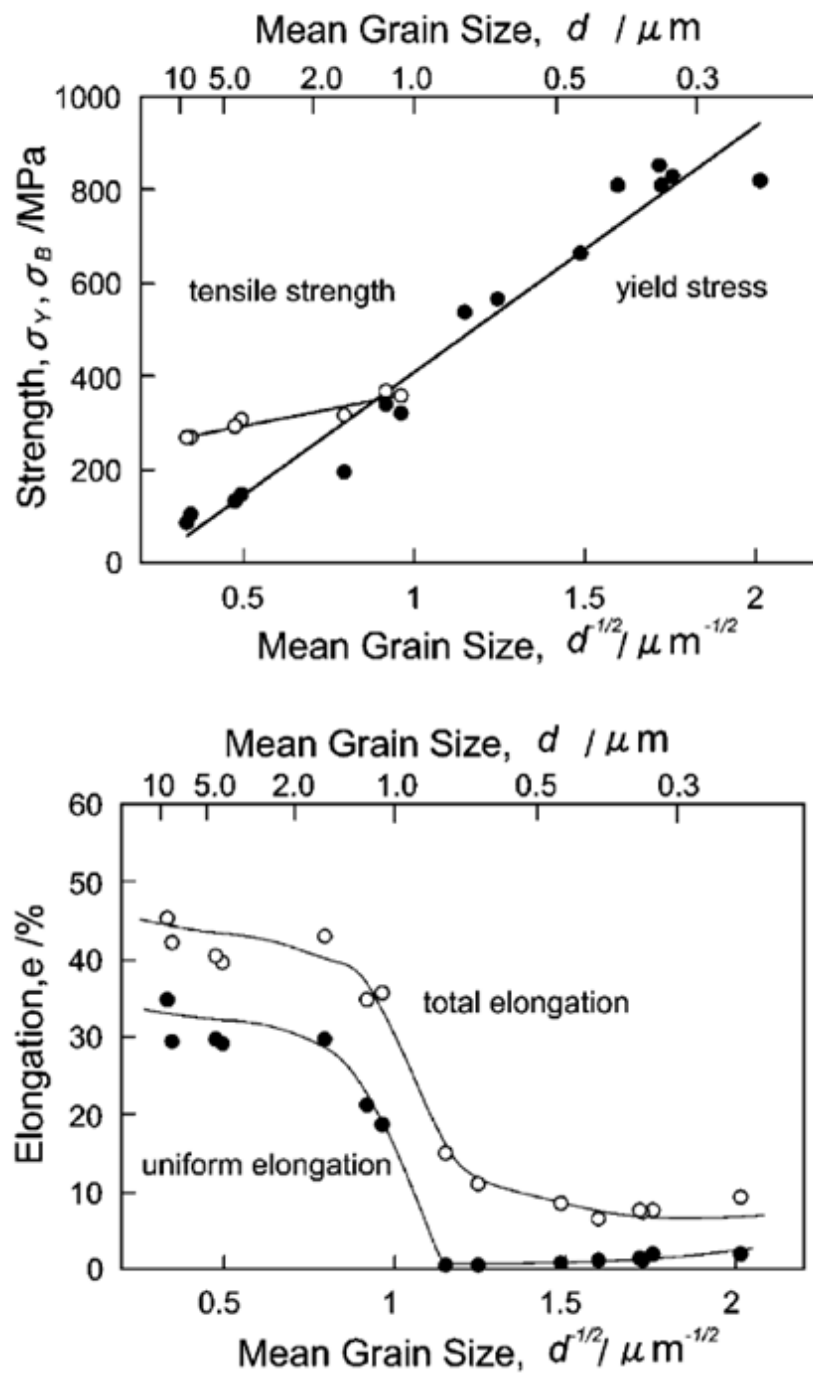 Mean Grain Size, d / μm
10 5.0 2.0 1.0 0.5 0.3
1000
800
600
400
200
0
Strength, σY, σB /MPa
tensile strength
yield stress
0.5 1 1.5 2
Mean Grain Size, d-1/2/ μm-1/2
Mean Grain Size, d / μm
10 5.0 2.0 1.0 0.5 0.3
60
50
40
30
20
10
0
Elongation,e /%
total elongation
uniform elongation
0.5 1 1.5 2
Mean Grain Size, d-1/2/ μm-1/2